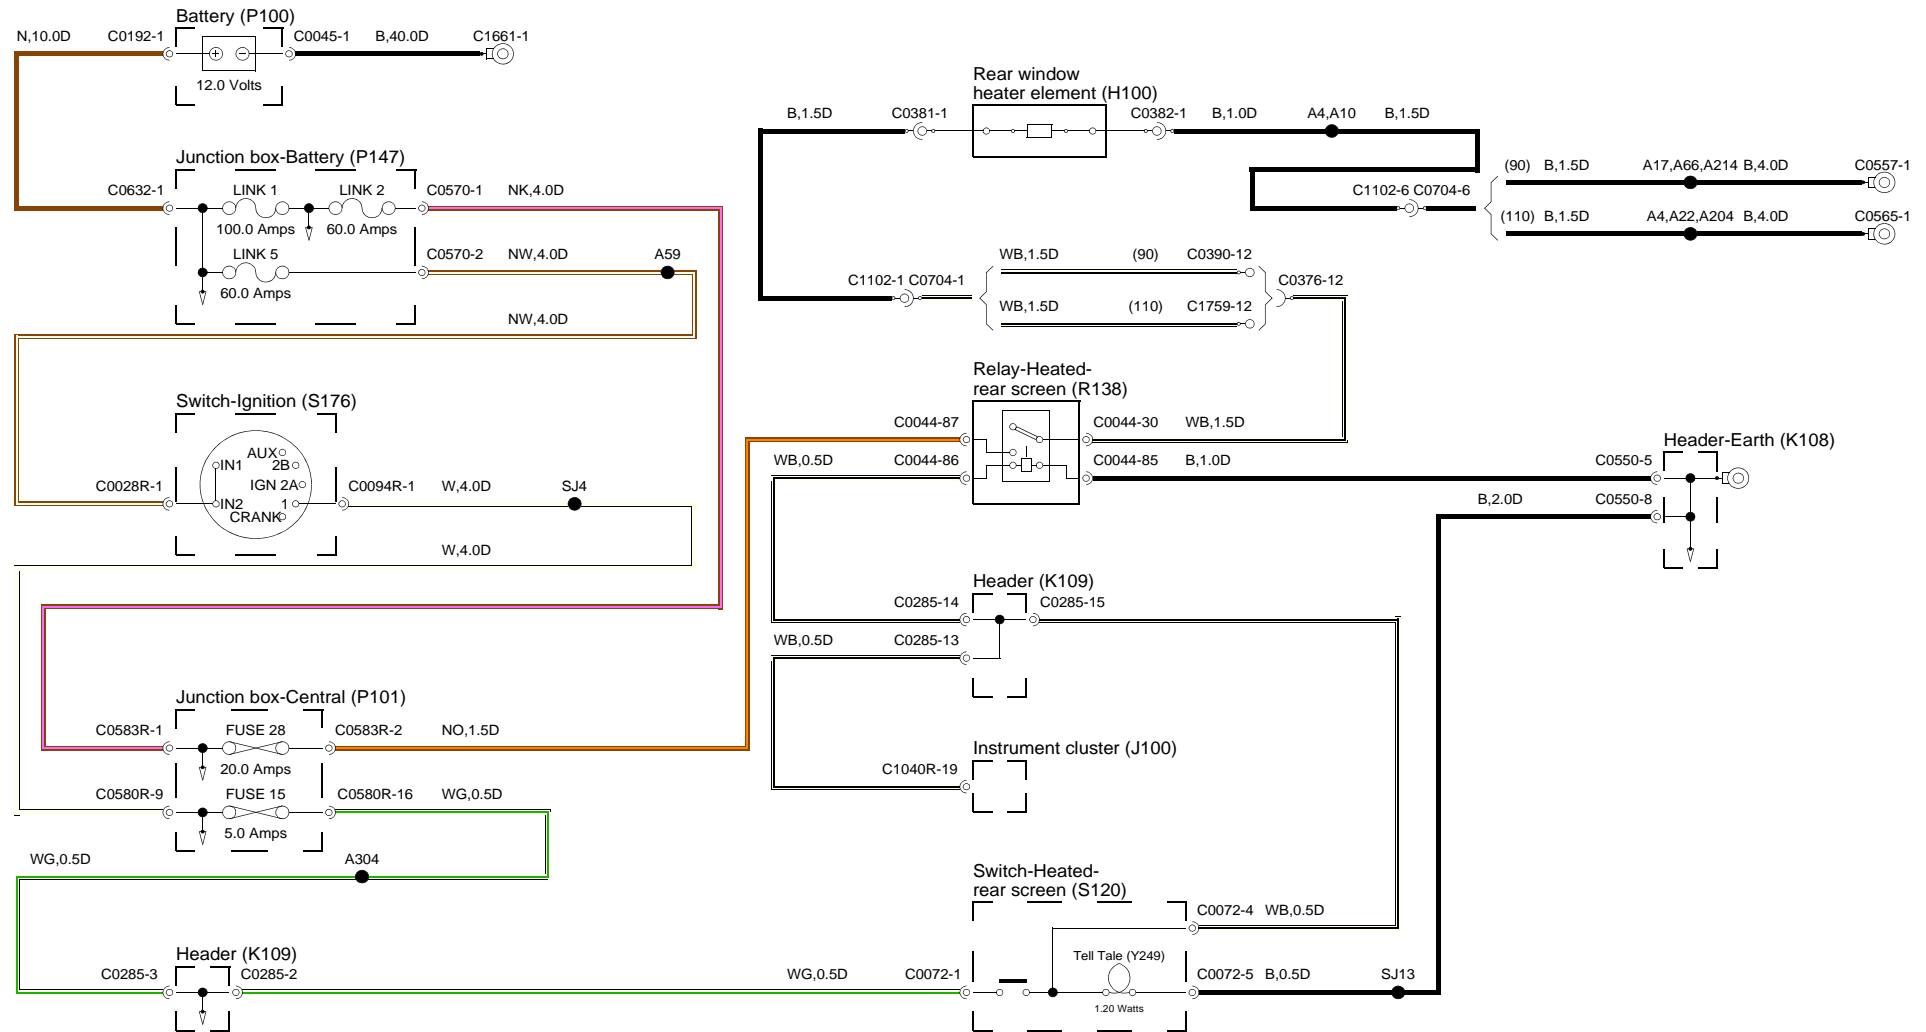 Battery (P100)
N,10.0D C0192-1 C0045-1 B,40.0D C1661-1
12.0 Volts
Junction box-Battery (P147)
C0632-1 LINK 1 LINK 2 C0570-1 NK,4.0D
100.0 Amps 60.0 Amps
LINK 5 C0570-2 NW,4.0D A59
60.0 Amps
NW,4.0D
Switch-Ignition (S176)
AUX
IN1 2B
IGN 2A
C0028R-1 IN2 1 C0094R-1 W,4.0D SJ4
CRANK
W,4.0D
Junction box-Central (P101)
C0583R-1 FUSE 28 C0583R-2 NO,1.5D
20.0 Amps
C0580R-9 FUSE 15 C0580R-16 WG,0.5D
5.0 Amps
WG,0.5D A304
Header (K109)
C0285-3 C0285-2 WG,0.5D C0072-1
Rear window
heater element (H100)
B,1.5D C0381-1 C0382-1 B,1.0D A4,A10 B,1.5D
(90) B,1.5D A17,A66,A214 B,4.0D C0557-1
C1102-6 C0704-6
(110) B,1.5D A4,A22,A204 B,4.0D C0565-1
WB,1.5D (90) C0390-12
C1102-1 C0704-1 C0376-12
WB,1.5D (110) C1759-12
Relay-Heated-
rear screen (R138)
C0044-87 C0044-30 WB,1.5D
WB,0.5D C0044-86 C0044-85 B,1.0D
Header-Earth (K108)
C0550-5
B,2.0D C0550-8
Header (K109)
C0285-14 C0285-15
WB,0.5D C0285-13
Instrument cluster (J100)
C1040R-19
Switch-Heated-
rear screen (S120)
C0072-4 WB,0.5D
Tell Tale (Y249)
C0072-5 B,0.5D SJ13
1.20 Watts